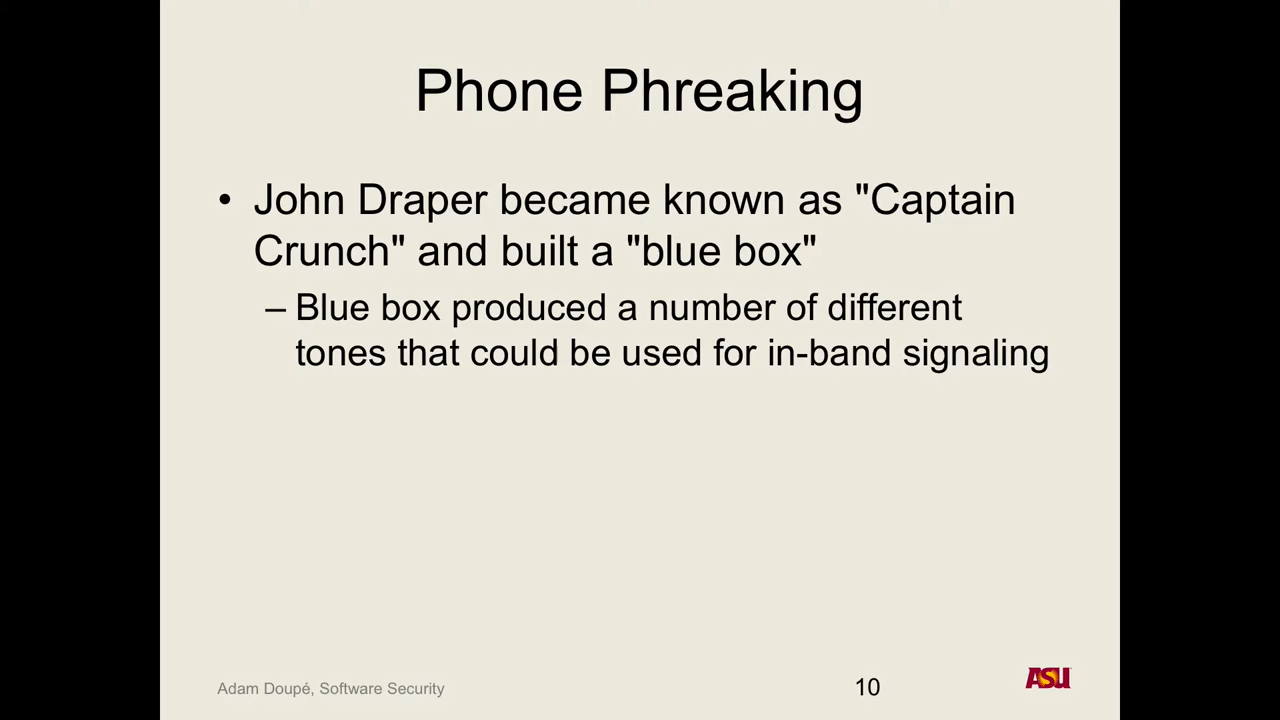 Phone Phreaking
• John Draper became known as "Captain
Crunch" and built a "blue box"
– Blue box produced a number of different
tones that could be used for in-band signaling
Adam Doupé, Software Security
10
ASU